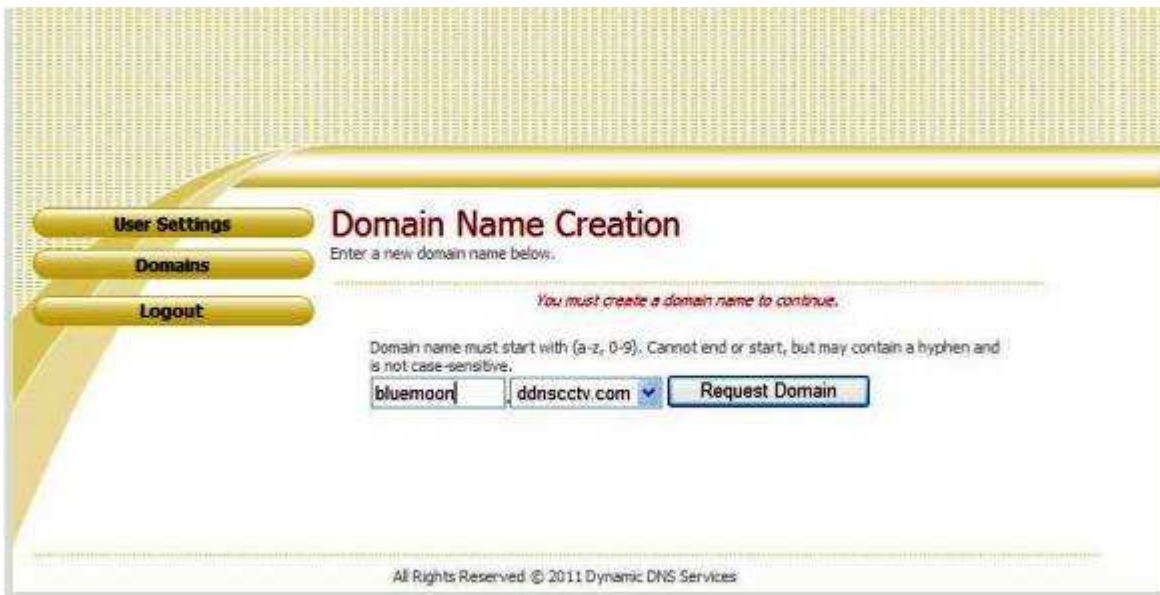 User Settings
Domains
Logout
Domain Name Creation
Enter a new domain name below.
You must create a domain name to continue.
Domain name must start with (a-z, 0-9). Cannot end or start, but may contain a hyphen and
is not case-sensitive.
bluemoon . ddnscctv.com Request Domain
All Rights Reserved © 2011 Dynamic DNS Services